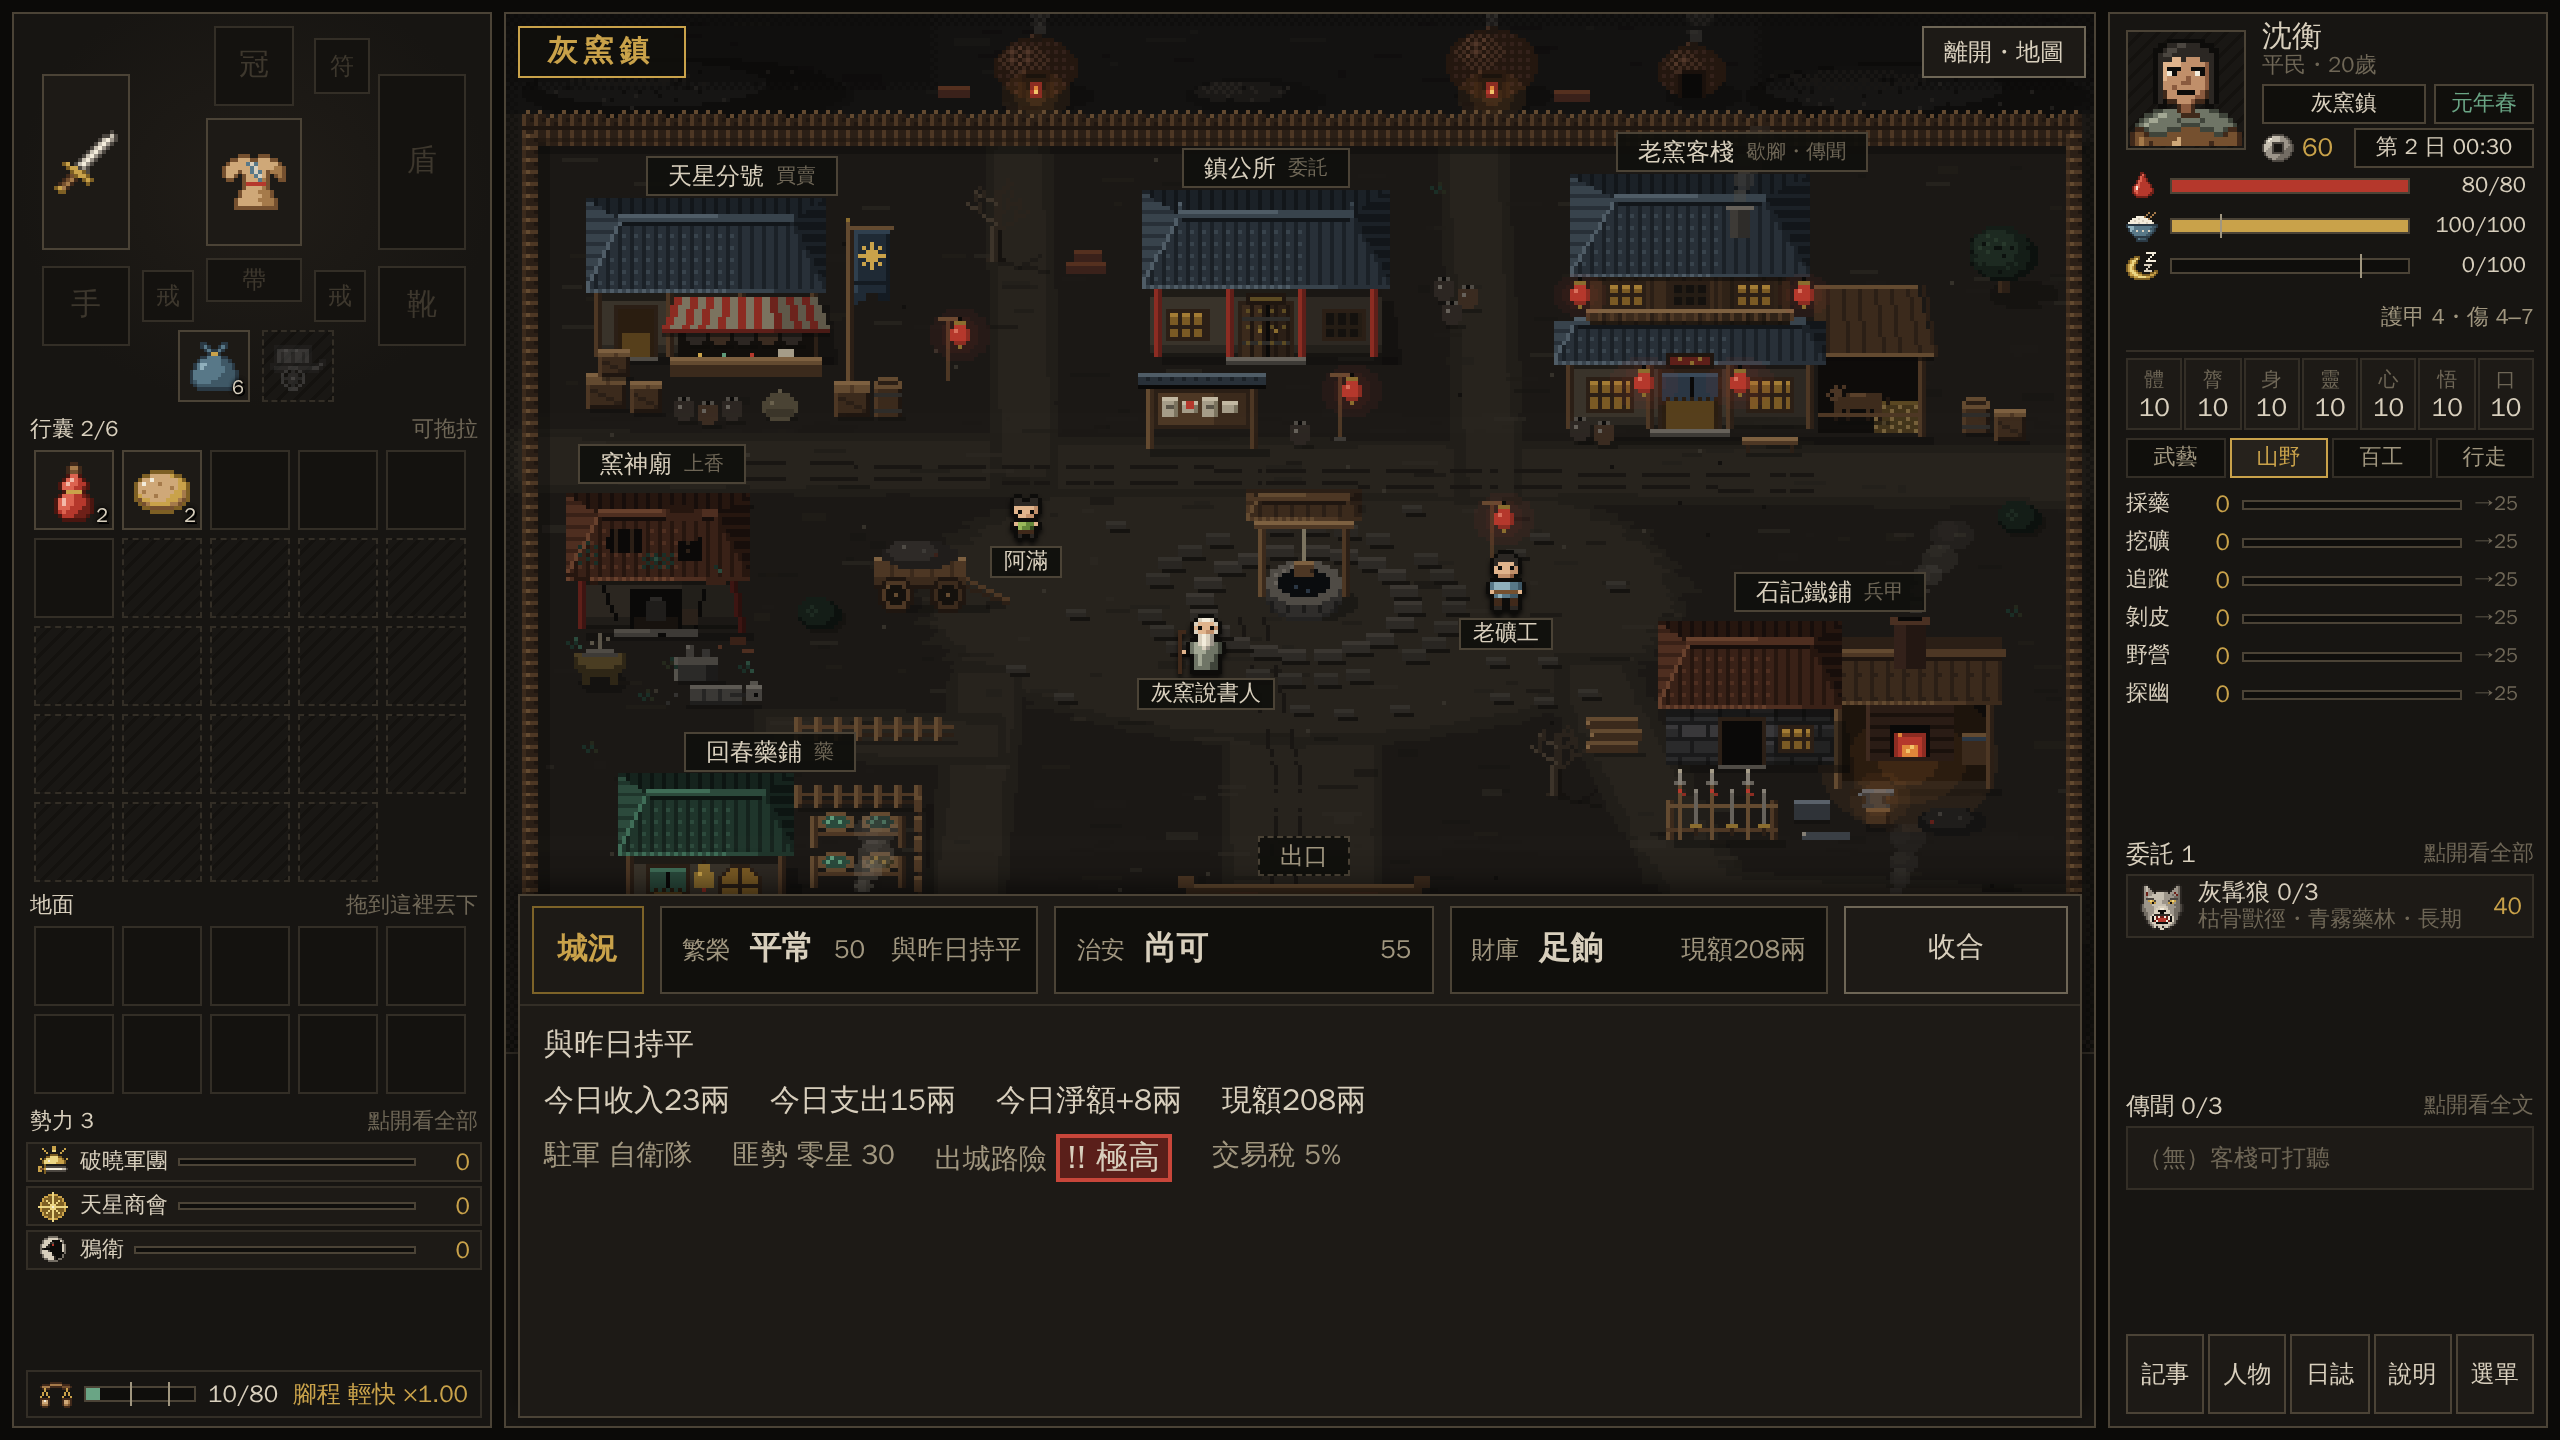 冠
符
盾
手
戒
帶
戒
靴
6
行囊 2/6
可拖拉
2
2
地面
拖到這裡丟下
勢力 3
點開看全部
破曉軍團
0
天星商會
0
鴉衛
0
10/80
腳程 輕快 ×1.00
灰窯鎮
離開・地圖
天星分號 買賣
鎮公所 委託
老窯客棧 歇腳・傳聞
窯神廟 上香
阿滿
老礦工
石記鐵鋪 兵甲
灰窯說書人
回春藥鋪 藥
出口
城況
繁榮 平常 50 與昨日持平
治安 尚可 55
財庫 足餉 現額208兩
收合
與昨日持平
今日收入23兩 今日支出15兩 今日淨額+8兩 現額208兩
駐軍 自衛隊 匪勢 零星 30 出城路險 !! 極高 交易稅 5%
沈衡
平民・20歲
灰窯鎮
元年春
60
第 2 日 00:30
80/80
100/100
0/100
護甲 4・傷 4–7
體 膂 身 靈 心 悟 口
10 10 10 10 10 10 10
武藝 山野 百工 行走
採藥 0 →25
挖礦 0 →25
追蹤 0 →25
剝皮 0 →25
野營 0 →25
探幽 0 →25
委託 1
點開看全部
灰鬃狼 0/3
枯骨獸徑・青霧藥林・長期
40
傳聞 0/3
點開看全文
（無）客棧可打聽
記事 人物 日誌 說明 選單